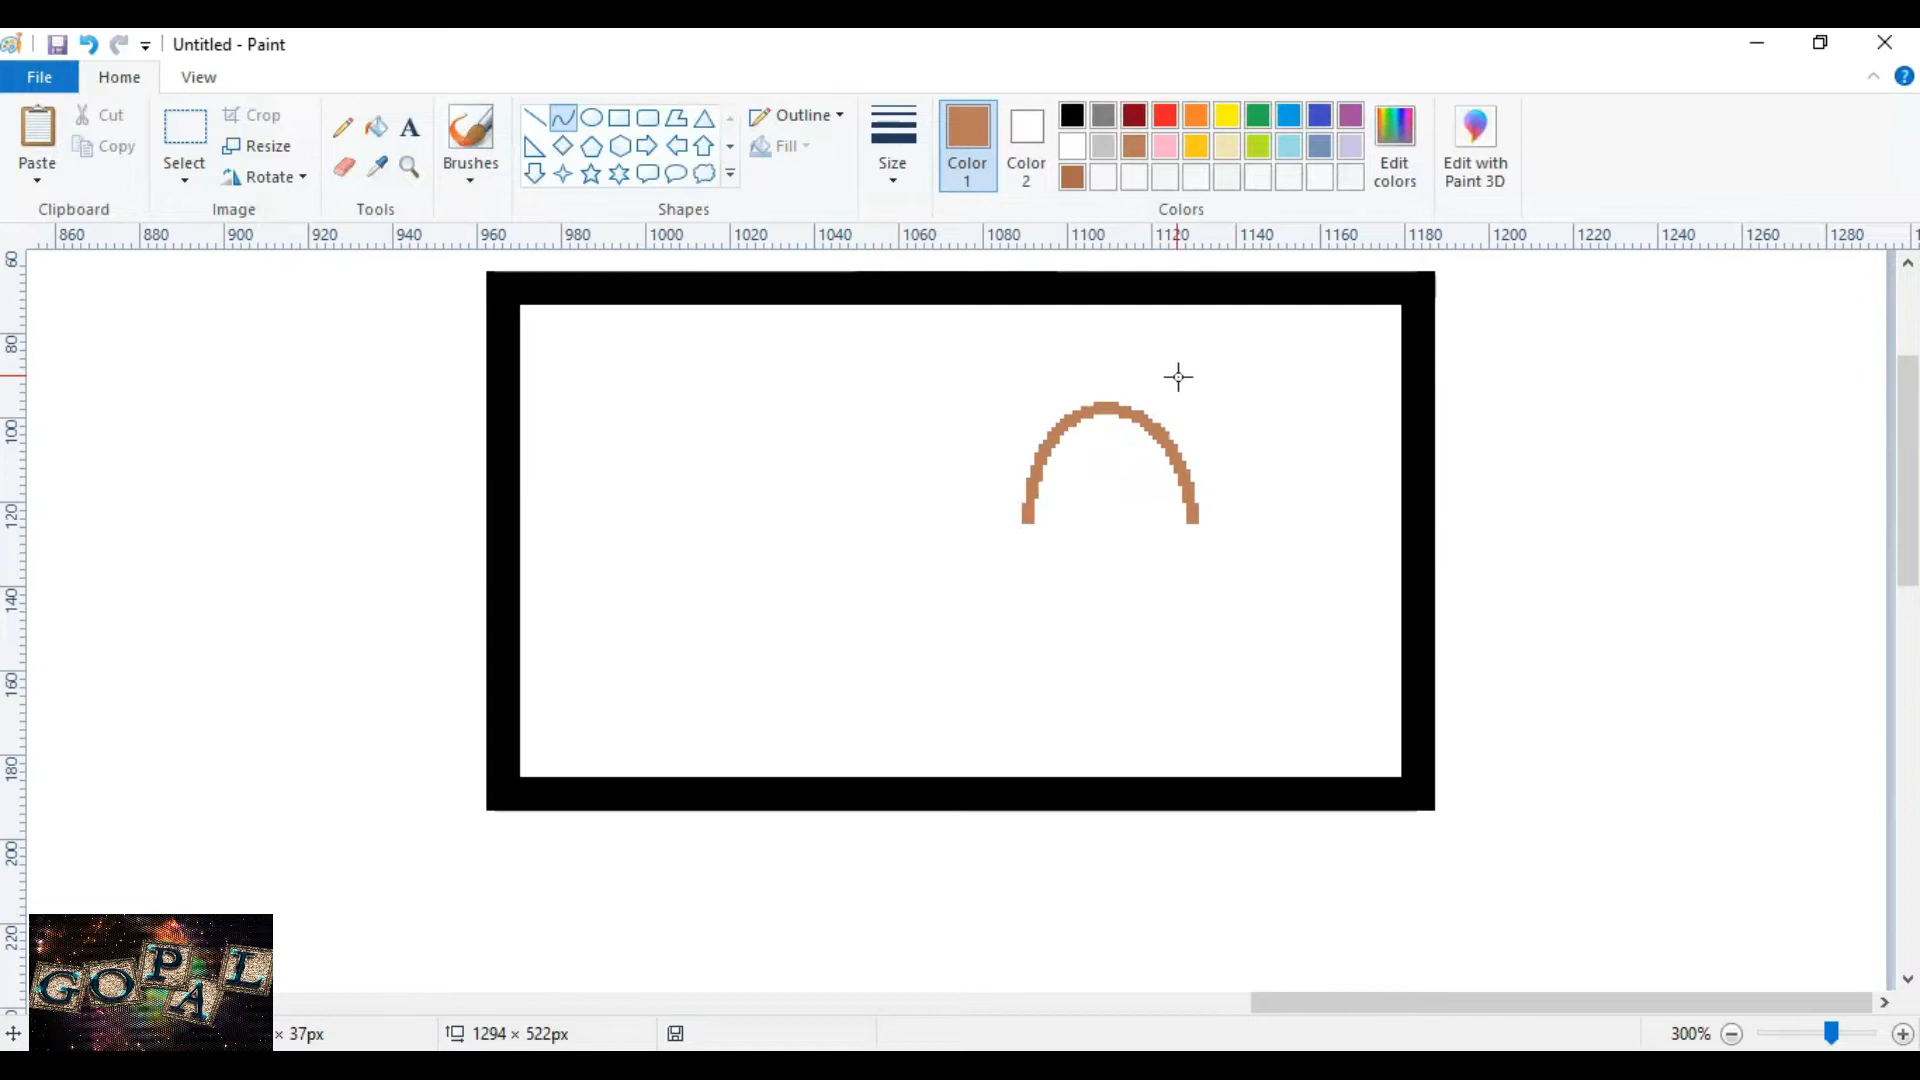 Untitled - Paint
File Home View
Paste
Cut
Copy
Clipboard
Select
Crop
Resize
Rotate
Image
Tools
Brushes
Shapes
Outline
Fill
Size
Color 1
Color 2
Colors
Edit colors
Edit with Paint 3D
860 880 900 920 940 960 980 1000 1020 1040 1060 1080 1100 1120 1140 1160 1180 1200 1220 1240 1260 1280
60
80
100
120
140
160
180
200
220
GOPAL
× 37px
1294 × 522px
300%